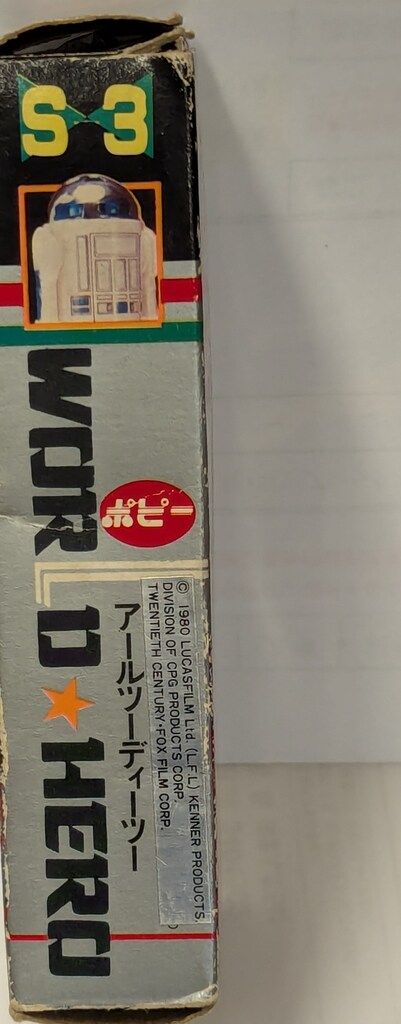 S-3
WORLD★HERO
ポピー
アールツーディーツー
© 1980 LUCASFILM Ltd. (L.F.L) KENNER PRODUCTS.
DIVISION OF CPG PRODUCTS CORP.
TWENTIETH CENTURY-FOX FILM CORP.